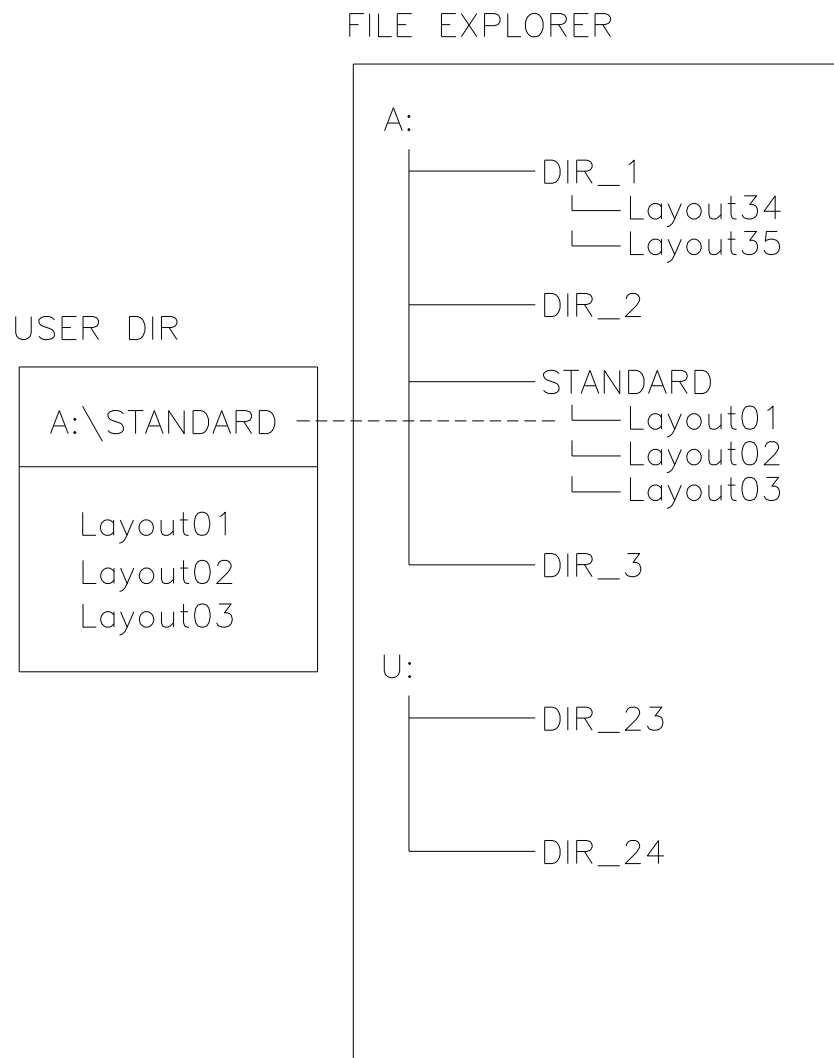 FILE EXPLORER
A:
DIR_1
Layout34
Layout35
DIR_2
STANDARD
Layout01
Layout02
Layout03
DIR_3
U:
DIR_23
DIR_24
USER DIR
A:\STANDARD
Layout01
Layout02
Layout03